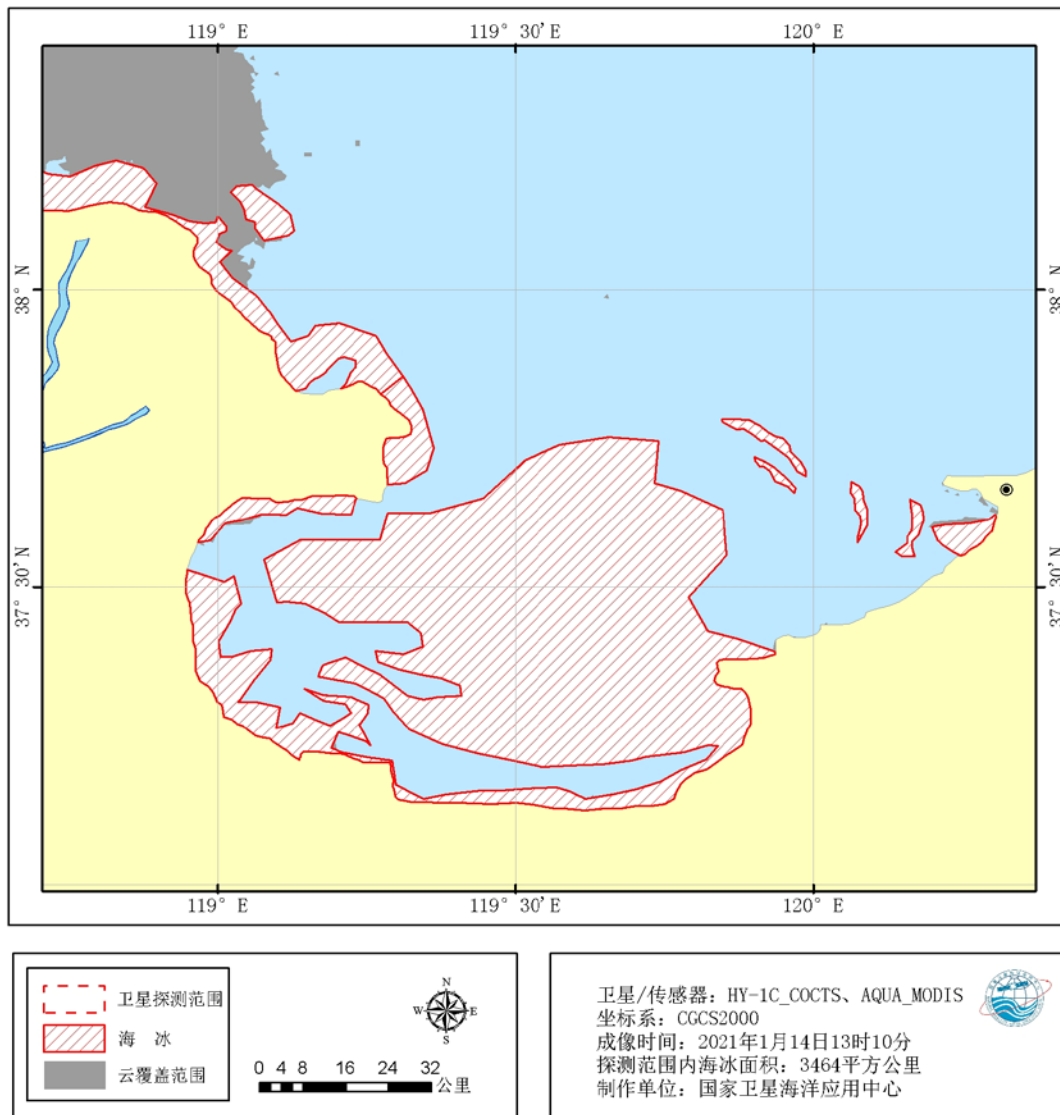 119° E 119° 30′E 120° E
38° N 38° N
37° 30′N 37° 30′N
119° E 119° 30′E 120° E
卫星探测范围
海 冰
云覆盖范围
N
W E
S
0 4 8 16 24 32
公里
卫星/传感器：HY-1C_COCTS、AQUA_MODIS
坐标系：CGCS2000
成像时间：2021年1月14日13时10分
探测范围内海冰面积：3464平方公里
制作单位：国家卫星海洋应用中心